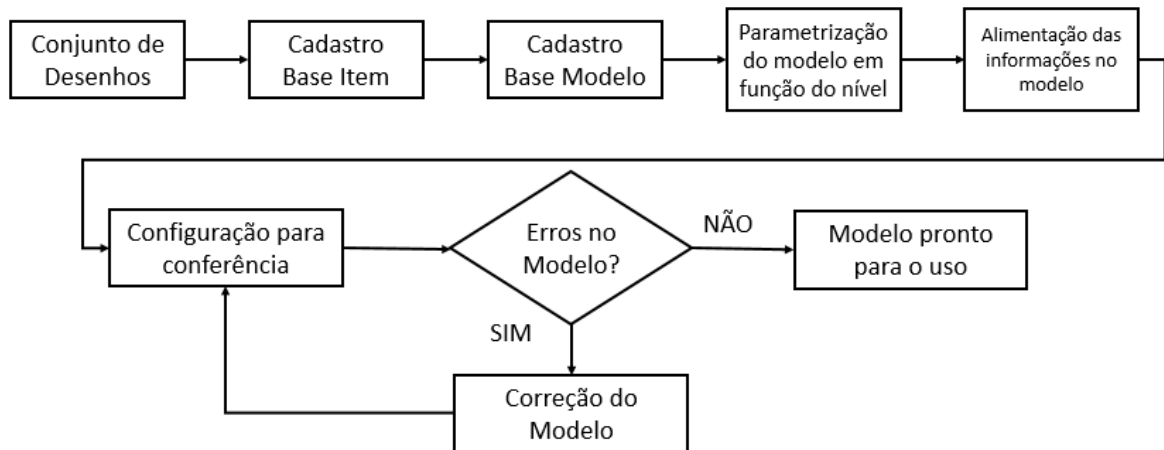 Conjunto de
Desenhos
Cadastro
Base Item
Cadastro
Base Modelo
Parametrização
do modelo em
função do nível
Alimentação das
informações no
modelo
Configuração para
conferência
Erros no
Modelo?
NÃO
Modelo pronto
para o uso
SIM
Correção do
Modelo